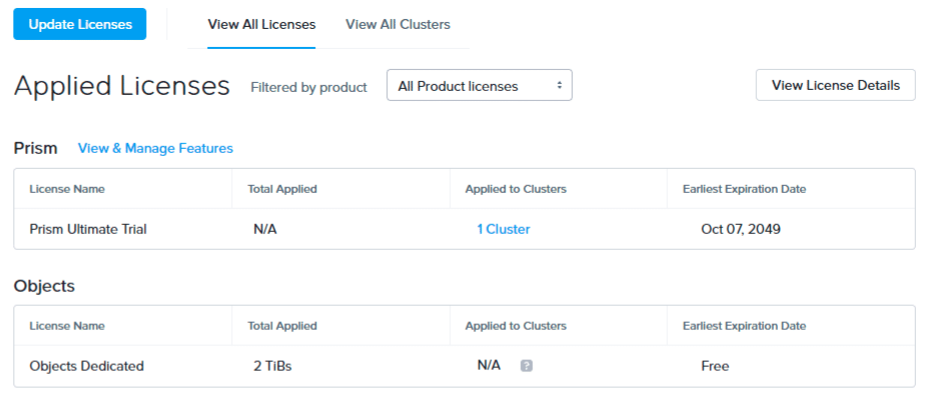 Update Licenses View All Licenses View All Clusters
Applied Licenses Filtered by product All Product licenses View License Details
Prism View & Manage Features
License Name Total Applied Applied to Clusters Earliest Expiration Date
Prism Ultimate Trial N/A 1 Cluster Oct 07, 2049
Objects
License Name Total Applied Applied to Clusters Earliest Expiration Date
Objects Dedicated 2 TiBs N/A ? Free